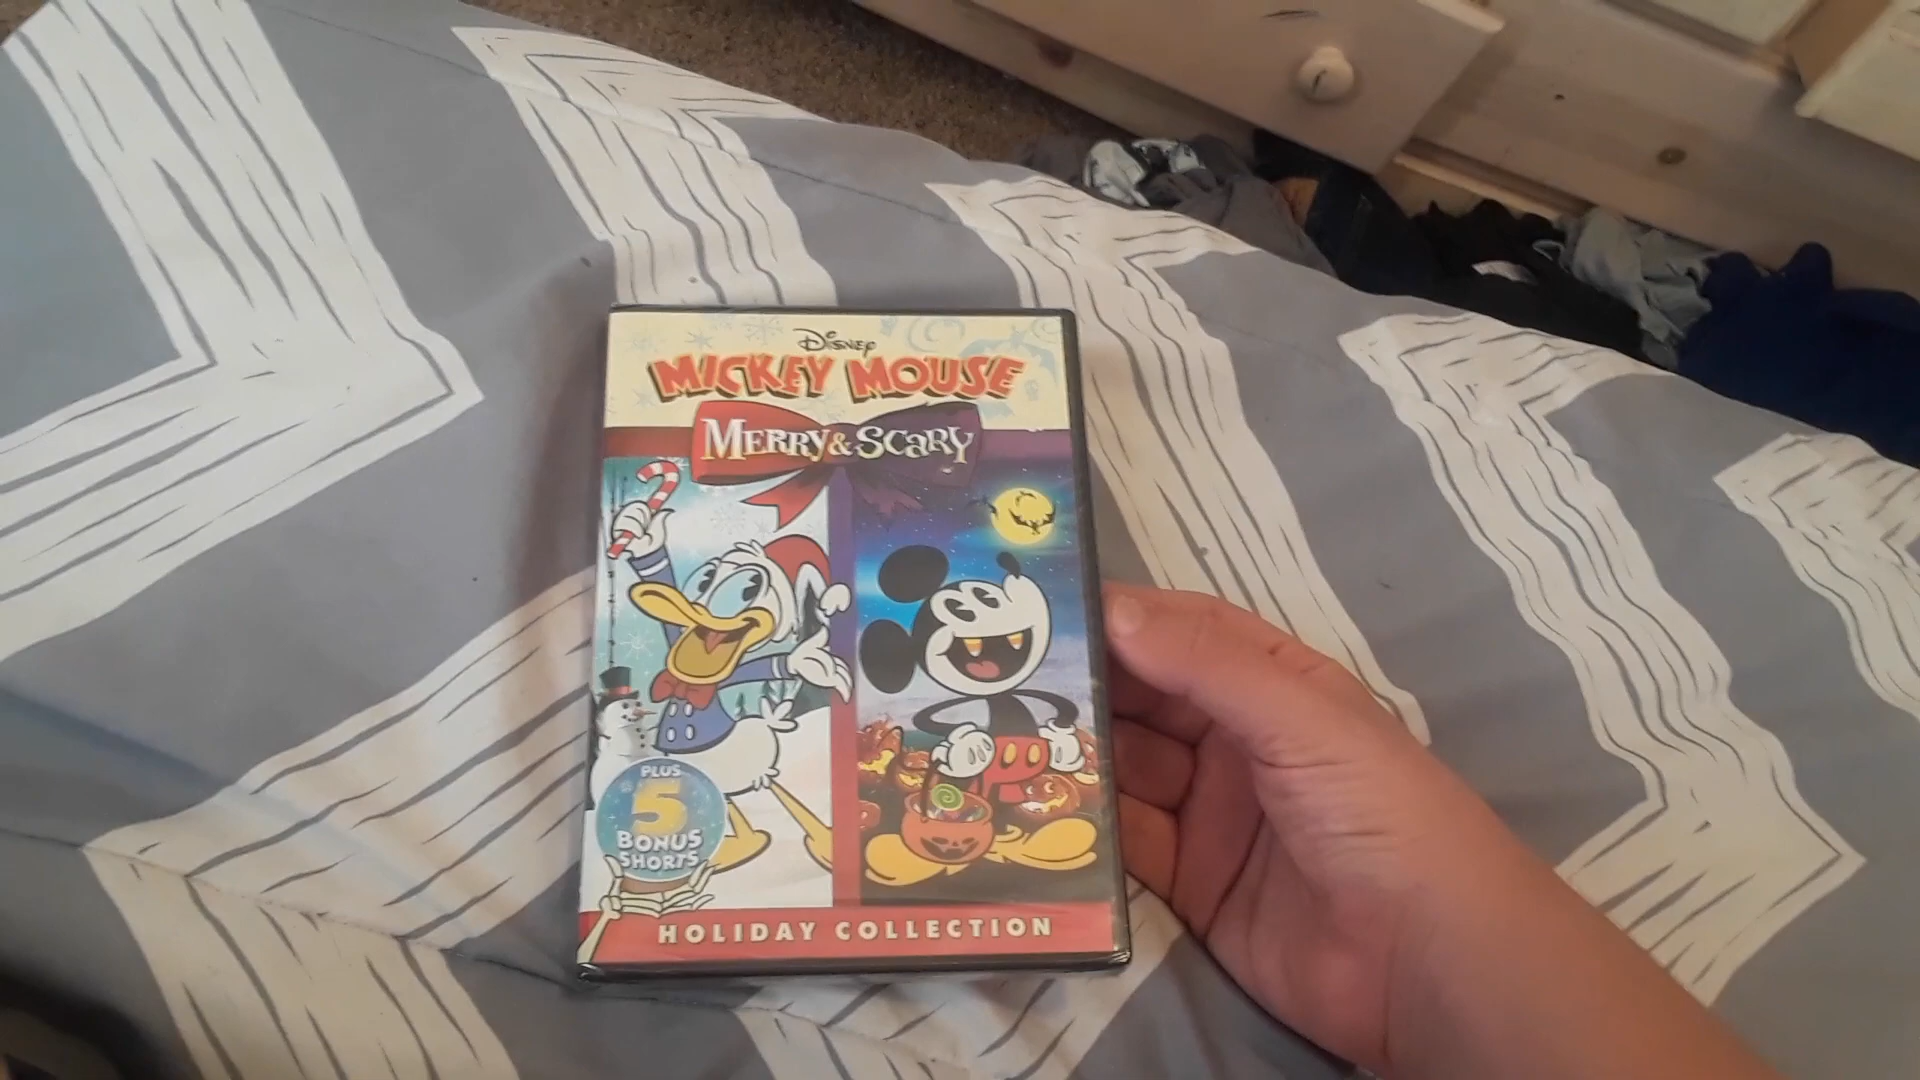 Disney
MICKEY MOUSE
MERRY & SCARY
PLUS
5
BONUS
SHORTS
HOLIDAY COLLECTION